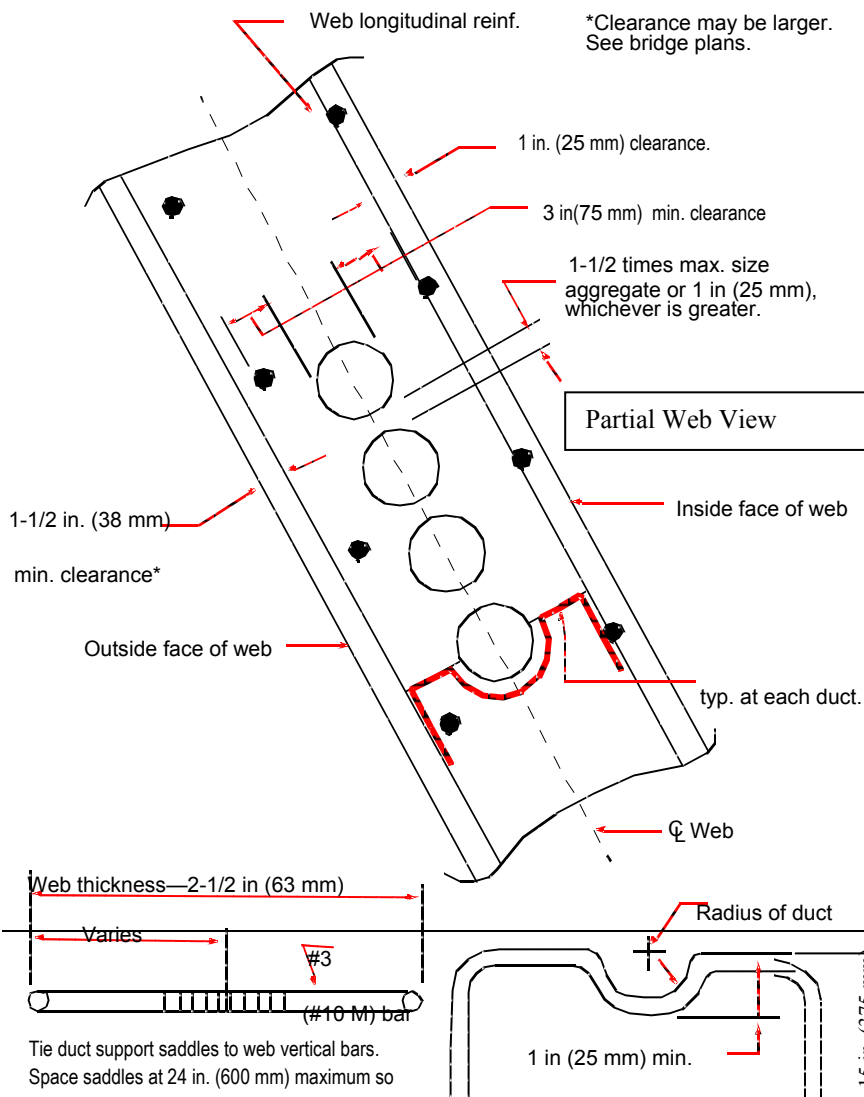 Web longitudinal reinf.
*Clearance may be larger.
See bridge plans.
1 in. (25 mm) clearance.
3 in(75 mm) min. clearance
1-1/2 times max. size
aggregate or 1 in (25 mm),
whichever is greater.
Partial Web View
1-1/2 in. (38 mm)
min. clearance*
Inside face of web
Outside face of web
typ. at each duct.
℄ Web
Web thickness—2-1/2 in (63 mm)
Varies
#3
(#10 M) bar
Radius of duct
1 in (25 mm) min.
Tie duct support saddles to web vertical bars.
Space saddles at 24 in. (600 mm) maximum so